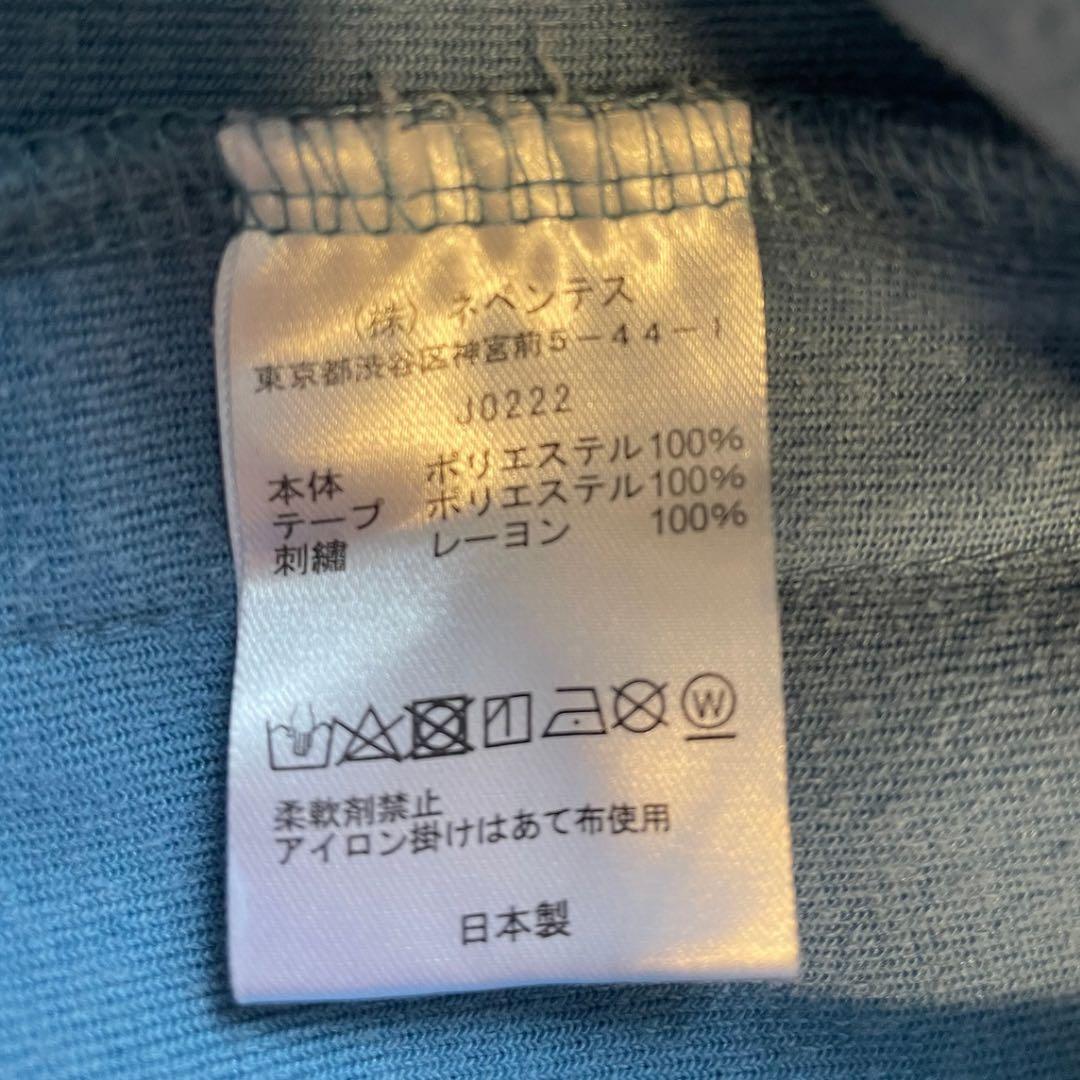 (株) ネペンテス
東京都渋谷区神宮前5-44-1
J0222
本体 ポリエステル100%
テープ ポリエステル100%
刺繍 レーヨン 100%
W
柔軟剤禁止
アイロン掛けはあて布使用
日本製